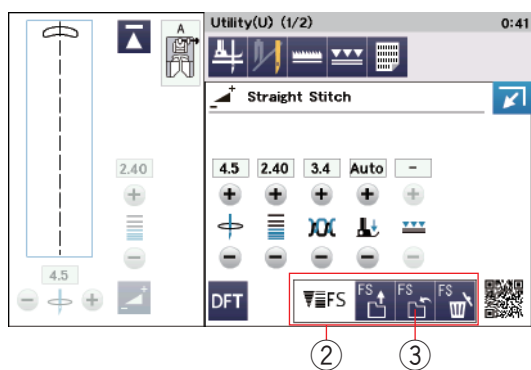 A
Utility(U) (1/2) 0:41
Straight Stitch
2.40
4.5 2.40 3.4 Auto -
4.5
DFT FS FS FS FS
② ③